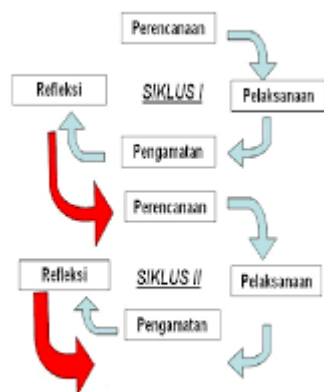 Perencanaan
Refleksi
SIKLUS I
Pelaksanaan
Pengamatan
Perencanaan
Refleksi
SIKLUS II
Pelaksanaan
Pengamatan